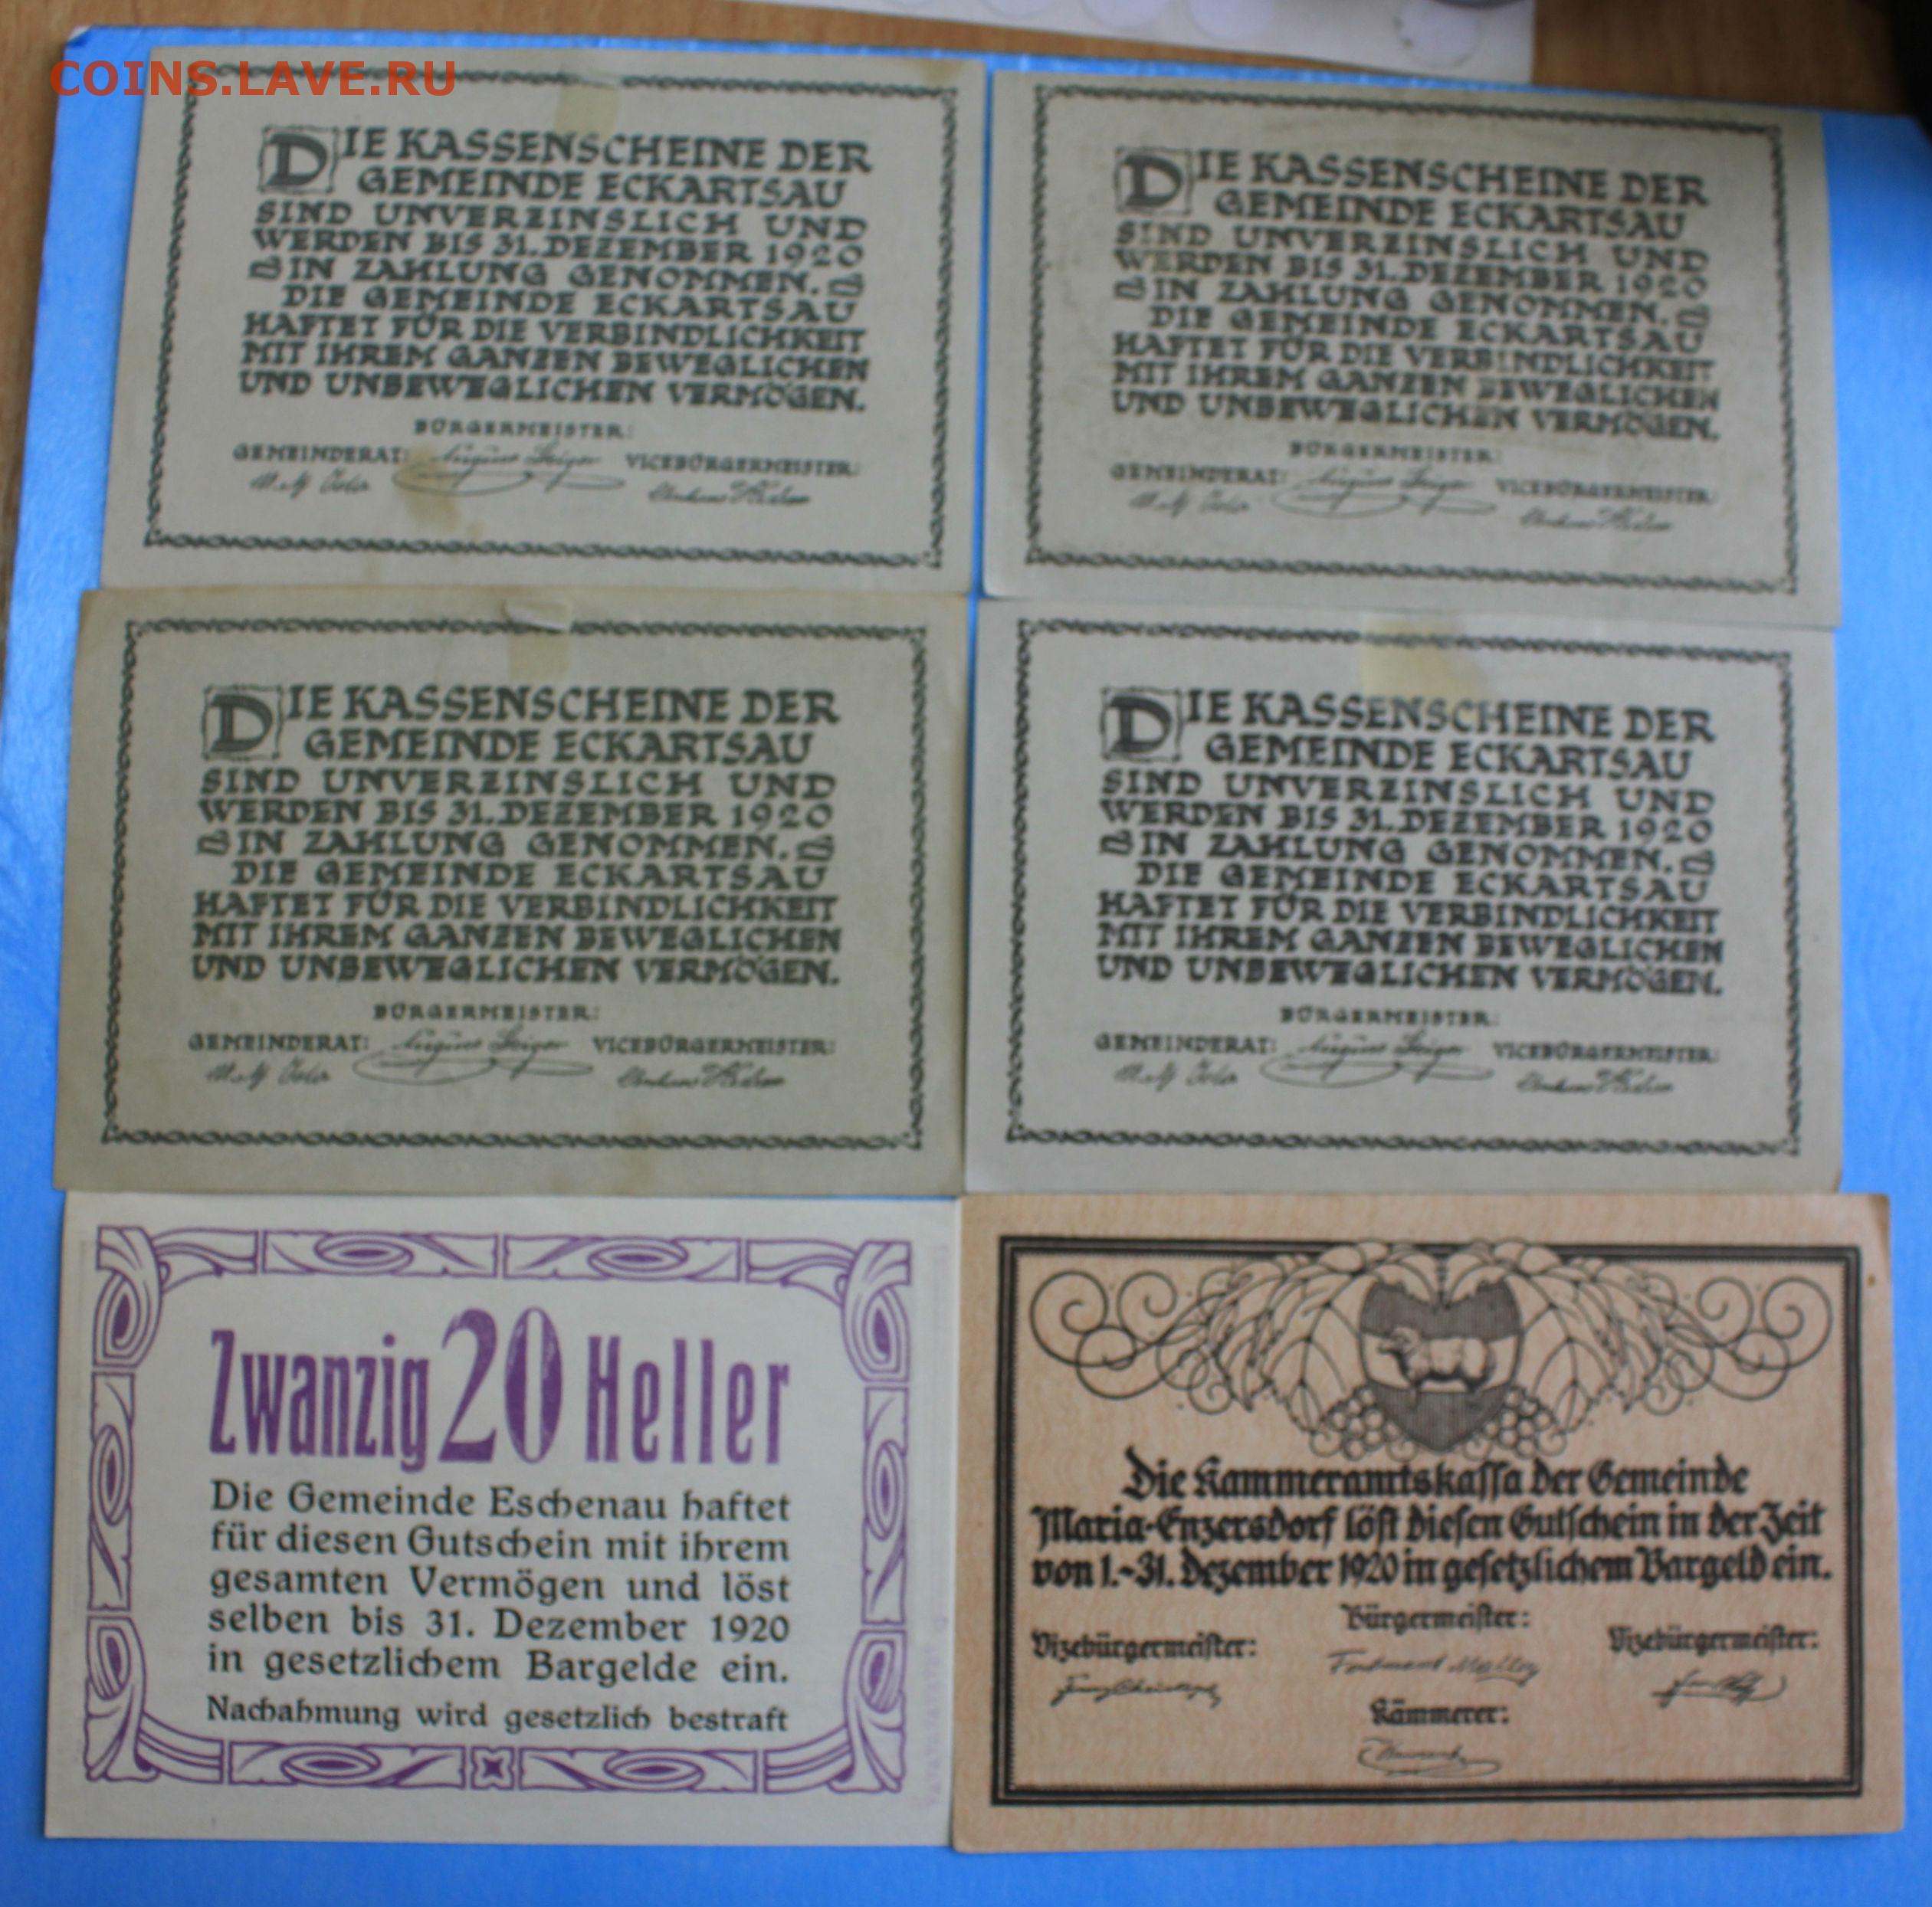 COINS.LAVE.RU
DIE KASSENSCHEINE DER
GEMEINDE ECKARTSAU
SIND UNVERZINSLICH UND
WERDEN BIS 31. DEZEMBER 1920
IN ZAHLUNG GENOMMEN.
DIE GEMEINDE ECKARTSAU
HAFTET FÜR DIE VERBINDLICHKEIT
MIT IHREM GANZEN BEWEGLICHEN
UND UNBEWEGLICHEN VERMÖGEN.
BÜRGERMEISTER:
GEMEINDERAT: VICEBÜRGERMEISTER:
DIE KASSENSCHEINE DER
GEMEINDE ECKARTSAU
SIND UNVERZINSLICH UND
WERDEN BIS 31. DEZEMBER 1920
IN ZAHLUNG GENOMMEN.
DIE GEMEINDE ECKARTSAU
HAFTET FÜR DIE VERBINDLICHKEIT
MIT IHREM GANZEN BEWEGLICHEN
UND UNBEWEGLICHEN VERMÖGEN.
BÜRGERMEISTER:
GEMEINDERAT: VICEBÜRGERMEISTER:
DIE KASSENSCHEINE DER
GEMEINDE ECKARTSAU
SIND UNVERZINSLICH UND
WERDEN BIS 31. DEZEMBER 1920
IN ZAHLUNG GENOMMEN.
DIE GEMEINDE ECKARTSAU
HAFTET FÜR DIE VERBINDLICHKEIT
MIT IHREM GANZEN BEWEGLICHEN
UND UNBEWEGLICHEN VERMÖGEN.
BÜRGERMEISTER:
GEMEINDERAT: VICEBÜRGERMEISTER:
DIE KASSENSCHEINE DER
GEMEINDE ECKARTSAU
SIND UNVERZINSLICH UND
WERDEN BIS 31. DEZEMBER 1920
IN ZAHLUNG GENOMMEN.
DIE GEMEINDE ECKARTSAU
HAFTET FÜR DIE VERBINDLICHKEIT
MIT IHREM GANZEN BEWEGLICHEN
UND UNBEWEGLICHEN VERMÖGEN.
BÜRGERMEISTER:
GEMEINDERAT: VICEBÜRGERMEISTER:
Zwanzig 20 Heller
Die Gemeinde Eschenau haftet
für diesen Gutschein mit ihrem
gesamten Vermögen und löst
selben bis 31. Dezember 1920
in gesetzlichem Bargelde ein.
Nachahmung wird gesetzlich bestraft
Die Kammeramtskassa der Gemeinde
Maria-Enzersdorf löst diesen Gutschein in der Zeit
von 1.-31. Dezember 1920 in gesetzlichem Bargeld ein.
Bürgermeister:
Vizebürgermeister: Vizebürgermeister:
Kämmerer: